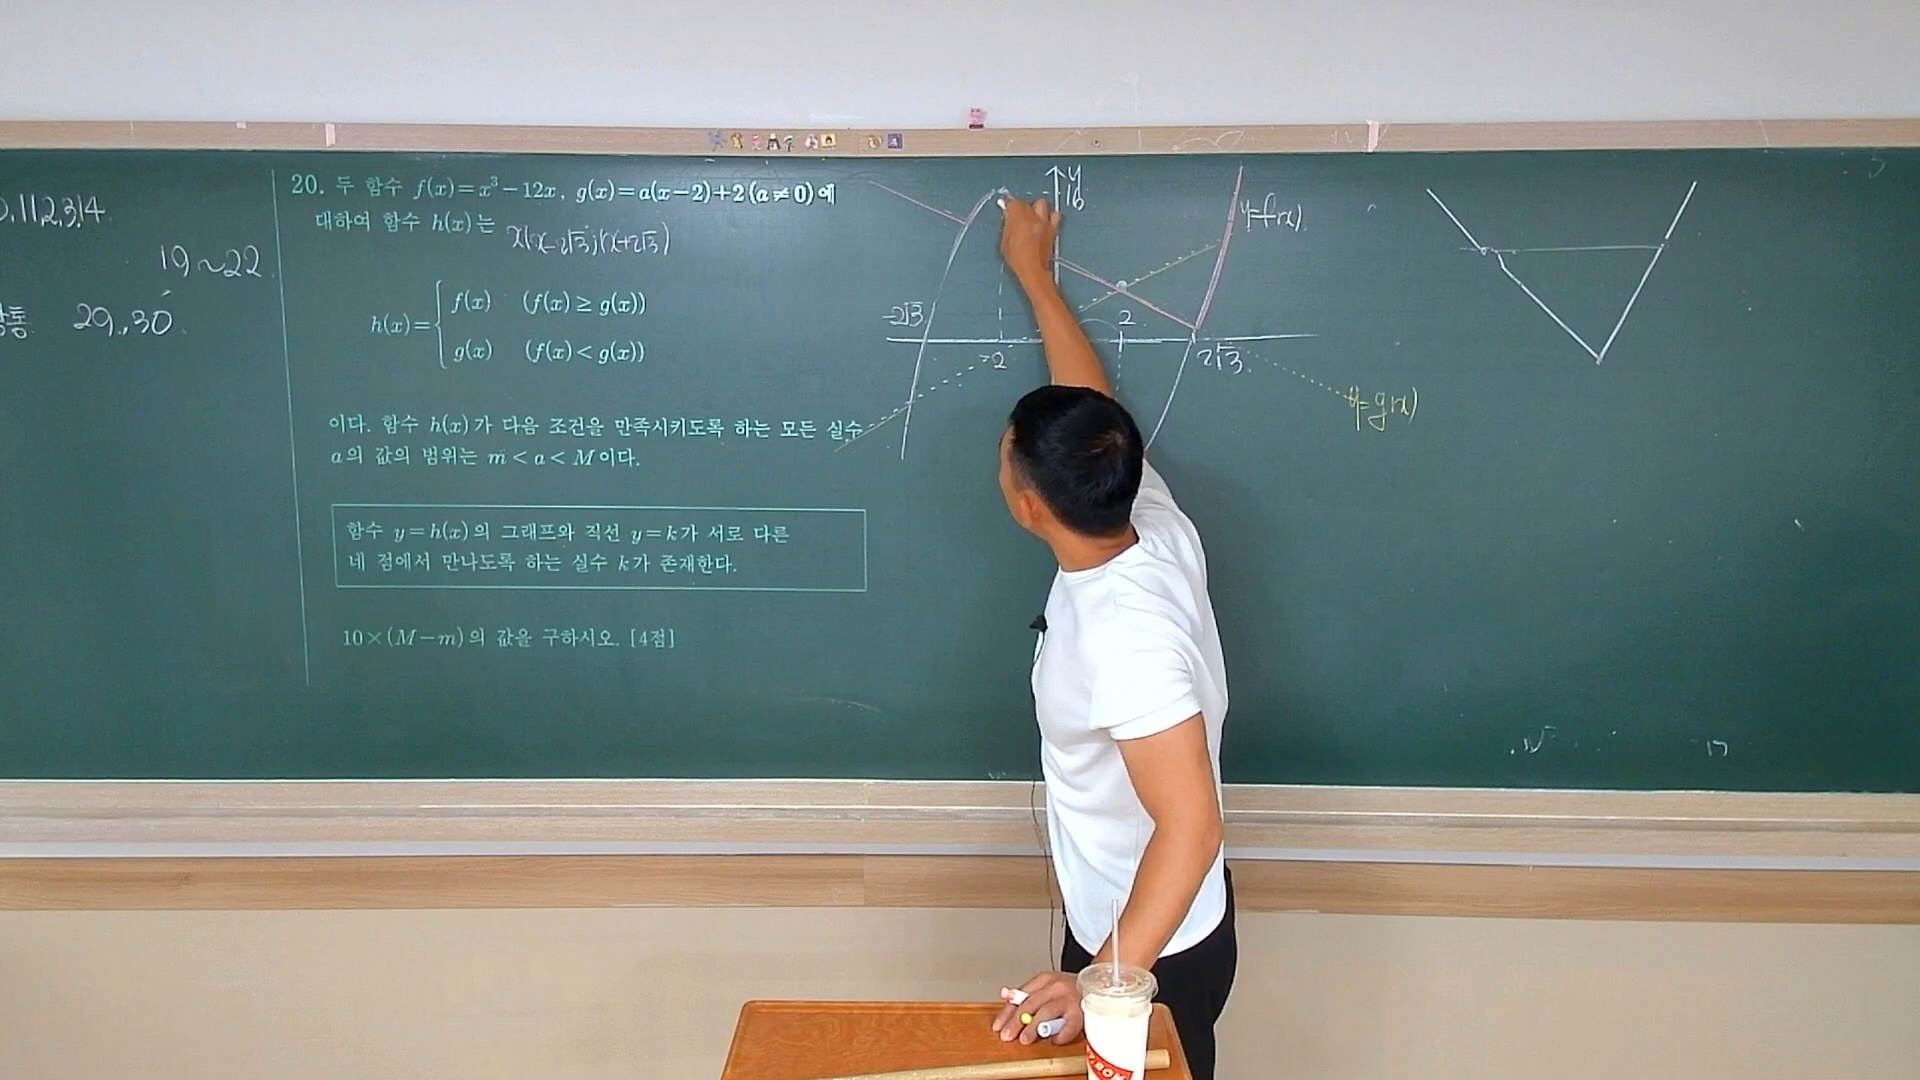 11,2,3,14.
19~22
29, 30
20. 두 함수 f(x)=x³-12x, g(x)=a(x-2)+2 (a≠0)에
대하여 함수 h(x)는
x(x-2√3)(x+2√3)
h(x)={ f(x) (f(x)≥g(x))
g(x) (f(x)<g(x))
이다. 함수 h(x)가 다음 조건을 만족시키도록 하는 모든 실수
a의 값의 범위는 m<a<M이다.
함수 y=h(x)의 그래프와 직선 y=k가 서로 다른
네 점에서 만나도록 하는 실수 k가 존재한다.
10×(M-m)의 값을 구하시오. [4점]
y
16
y=f(x)
-2√3
2
-2
2√3
y=g(x)